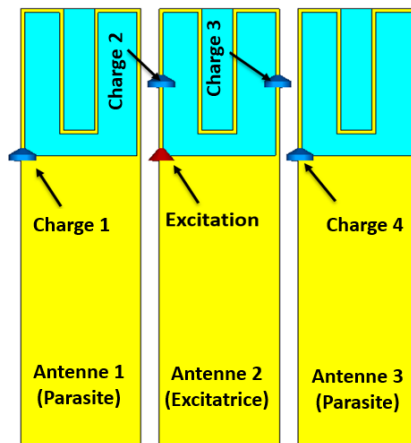 Charge 2
Charge 3
Charge 1
Excitation
Charge 4
Antenne 1
(Parasite)
Antenne 2
(Excitatrice)
Antenne 3
(Parasite)